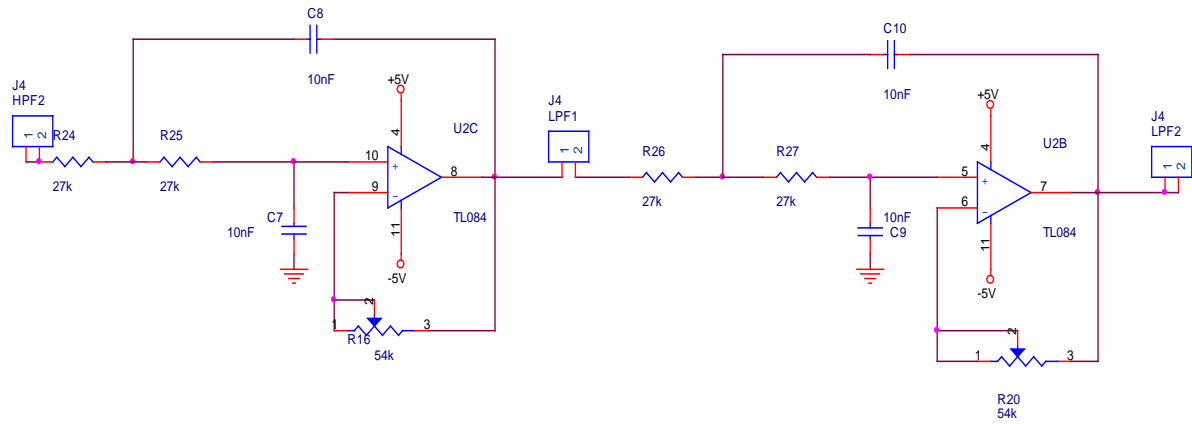 C8
10nF
J4
HPF2
1 2
R24
27k
R25
27k
C7
10nF
+5V
4
U2C
10
+
9
-
8
11
TL084
-5V
1
2
3
R16
54k
J4
LPF1
1 2
R26
27k
R27
27k
C10
10nF
10nF
C9
+5V
4
U2B
5
+
6
-
7
11
TL084
-5V
1
2
3
R20
54k
J4
LPF2
1 2